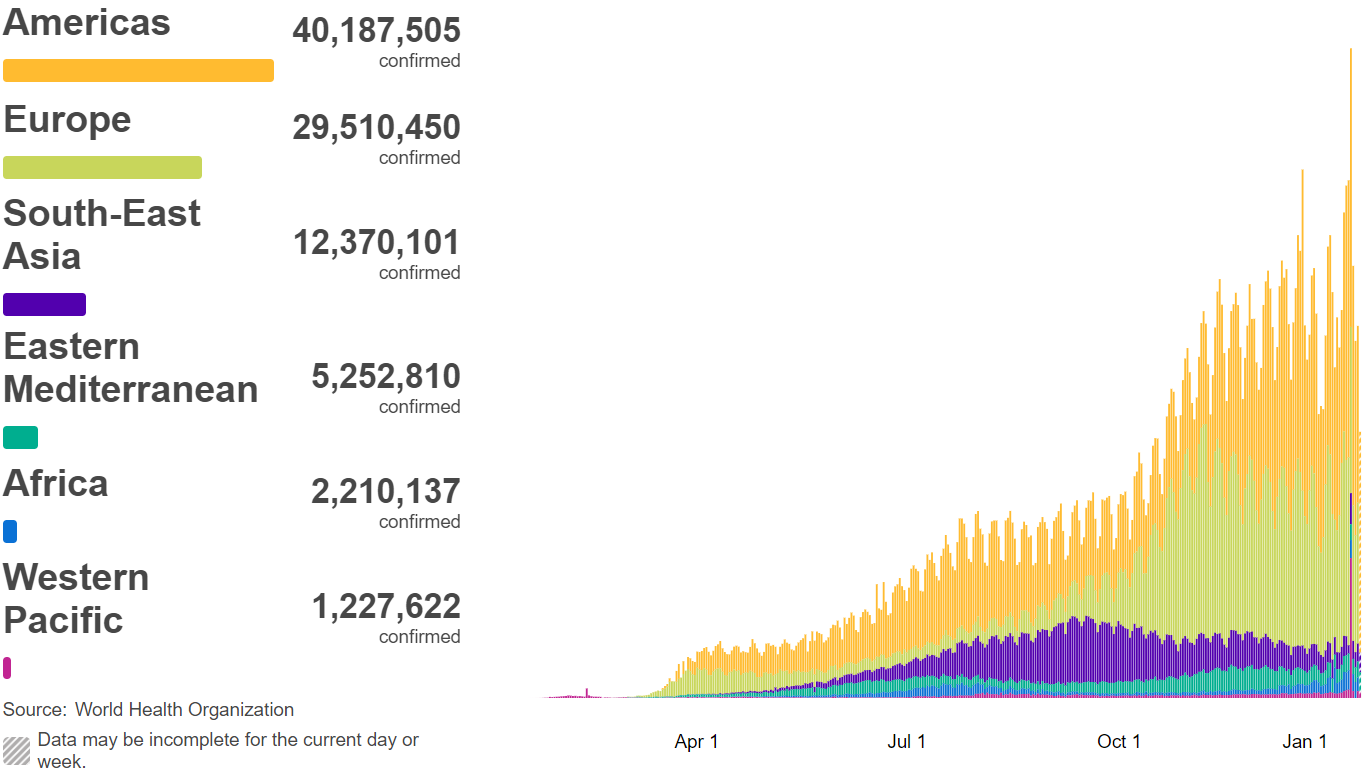 Americas
40,187,505
confirmed
Europe
29,510,450
confirmed
South-East
Asia
12,370,101
confirmed
Eastern
Mediterranean
5,252,810
confirmed
Africa
2,210,137
confirmed
Western
Pacific
1,227,622
confirmed
Source: World Health Organization
Data may be incomplete for the current day or
week.
Apr 1
Jul 1
Oct 1
Jan 1